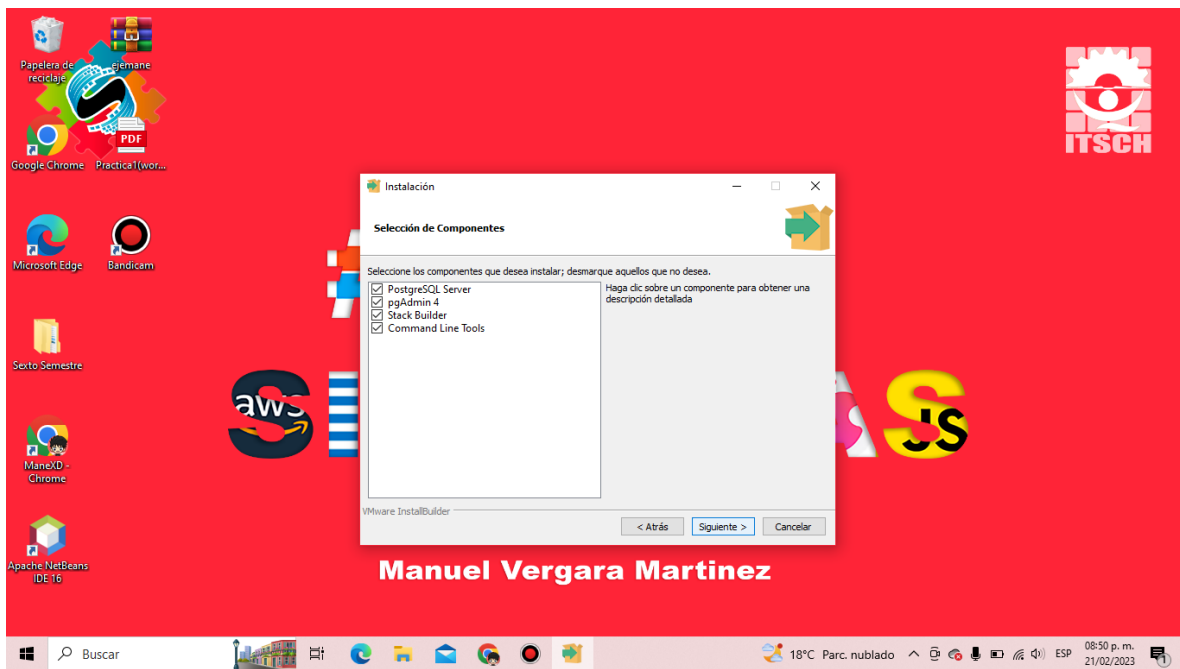 Papelera de
reciclaje
ejemane
Google Chrome
PDF
Practica1(wor...
Microsoft Edge
Bandicam
Sexto Semestre
ManeXD -
Chrome
Apache NetBeans
IDE 16
ITSCH
Instalación
Selección de Componentes
Seleccione los componentes que desea instalar; desmarque aquellos que no desea.
PostgreSQL Server
pgAdmin 4
Stack Builder
Command Line Tools
Haga clic sobre un componente para obtener una
descripción detallada
VMware InstallBuilder
< Atrás
Siguiente >
Cancelar
aws
JS
Manuel Vergara Martinez
Buscar
18°C Parc. nublado
ESP
08:50 p. m.
21/02/2023
1